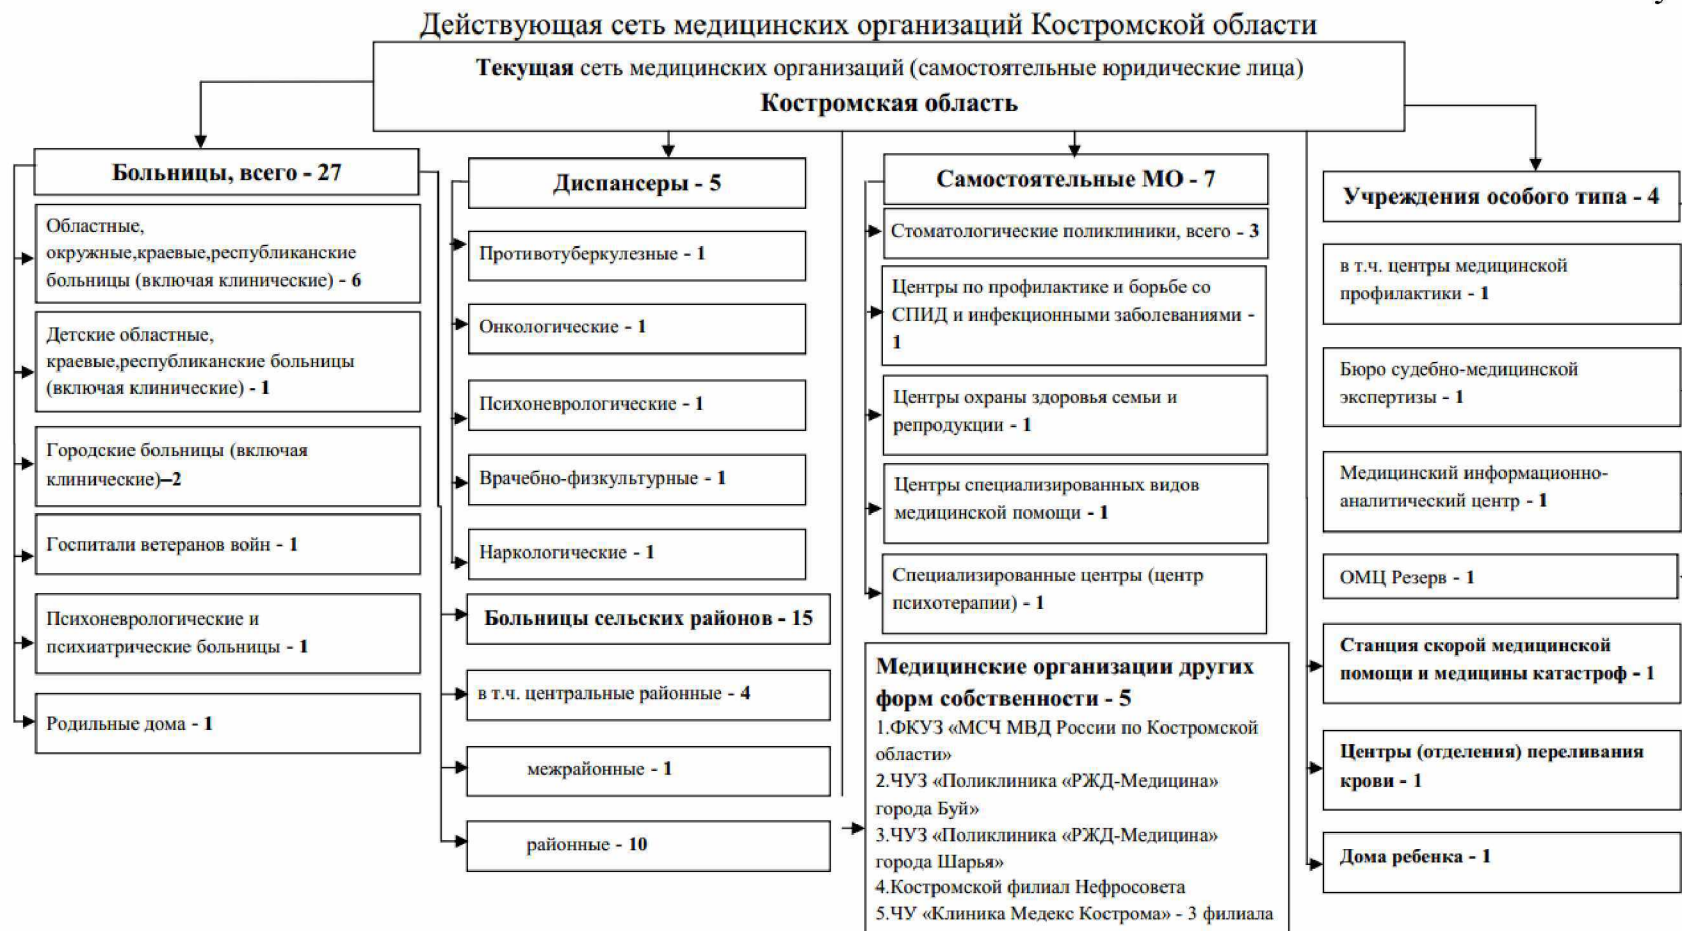 Действующая сеть медицинских организаций Костромской области
Текущая сеть медицинских организаций (самостоятельные юридические лица)
Костромская область
Больницы, всего - 27
Областные,
окружные,краевые,республиканские
больницы (включая клинические) - 6
Детские областные,
краевые,республиканские больницы
(включая клинические) - 1
Городские больницы (включая
клинические)–2
Госпитали ветеранов войн - 1
Психоневрологические и
психиатрические больницы - 1
Родильные дома - 1
Диспансеры - 5
Противотуберкулезные - 1
Онкологические - 1
Психоневрологические - 1
Врачебно-физкультурные - 1
Наркологические - 1
Больницы сельских районов - 15
в т.ч. центральные районные - 4
межрайонные - 1
районные - 10
Самостоятельные МО - 7
Стоматологические поликлиники, всего - 3
Центры по профилактике и борьбе со
СПИД и инфекционными заболеваниями -
1
Центры охраны здоровья семьи и
репродукции - 1
Центры специализированных видов
медицинской помощи - 1
Специализированные центры (центр
психотерапии) - 1
Медицинские организации других
форм собственности - 5
1.ФКУЗ «МСЧ МВД России по Костромской
области»
2.ЧУЗ «Поликлиника «РЖД-Медицина»
города Буй»
3.ЧУЗ «Поликлиника «РЖД-Медицина»
города Шарья»
4.Костромской филиал Нефросовета
5.ЧУ «Клиника Медекс Кострома» - 3 филиала
Учреждения особого типа - 4
в т.ч. центры медицинской
профилактики - 1
Бюро судебно-медицинской
экспертизы - 1
Медицинский информационно-
аналитический центр - 1
ОМЦ Резерв - 1
Станция скорой медицинской
помощи и медицины катастроф - 1
Центры (отделения) переливания
крови - 1
Дома ребенка - 1